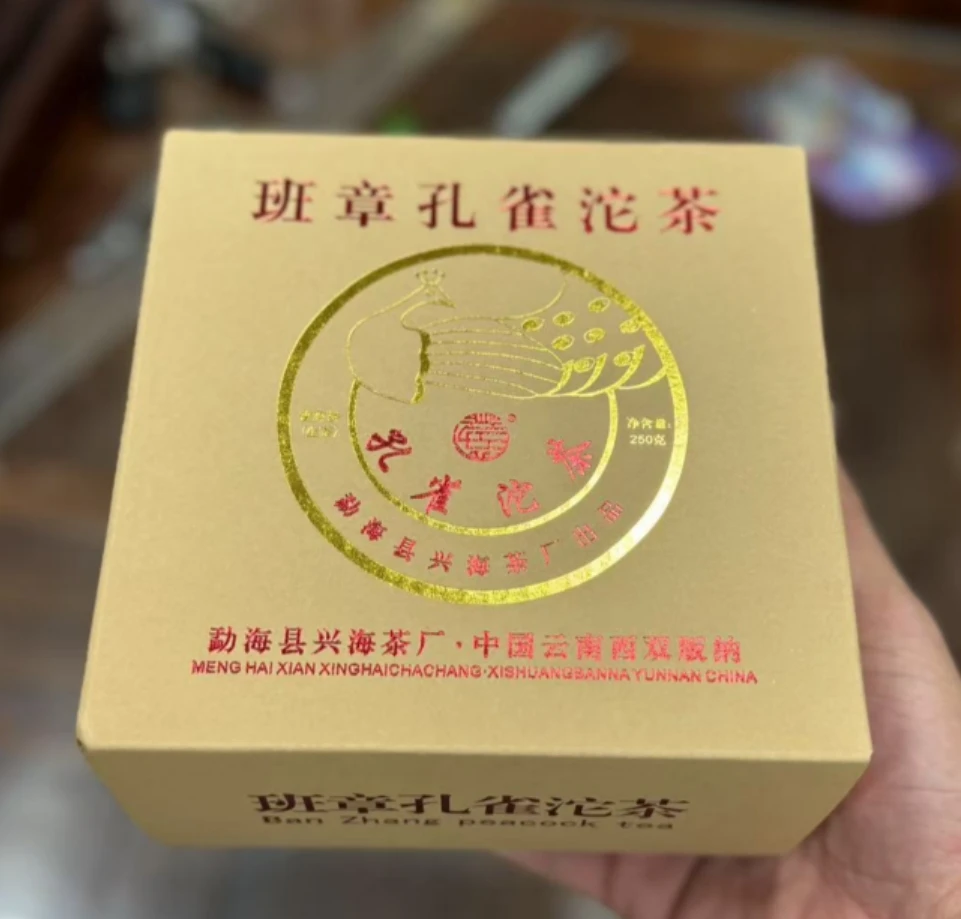 班章孔雀沱茶
净含量:
250克
孔雀沱茶
勐海县兴海茶厂出品
勐海县兴海茶厂·中国云南西双版纳
MENG HAI XIAN XINGHAICHACHANG·XISHUANGBANNA YUNNAN CHINA
班章孔雀沱茶
Ban Zhang peacock tea